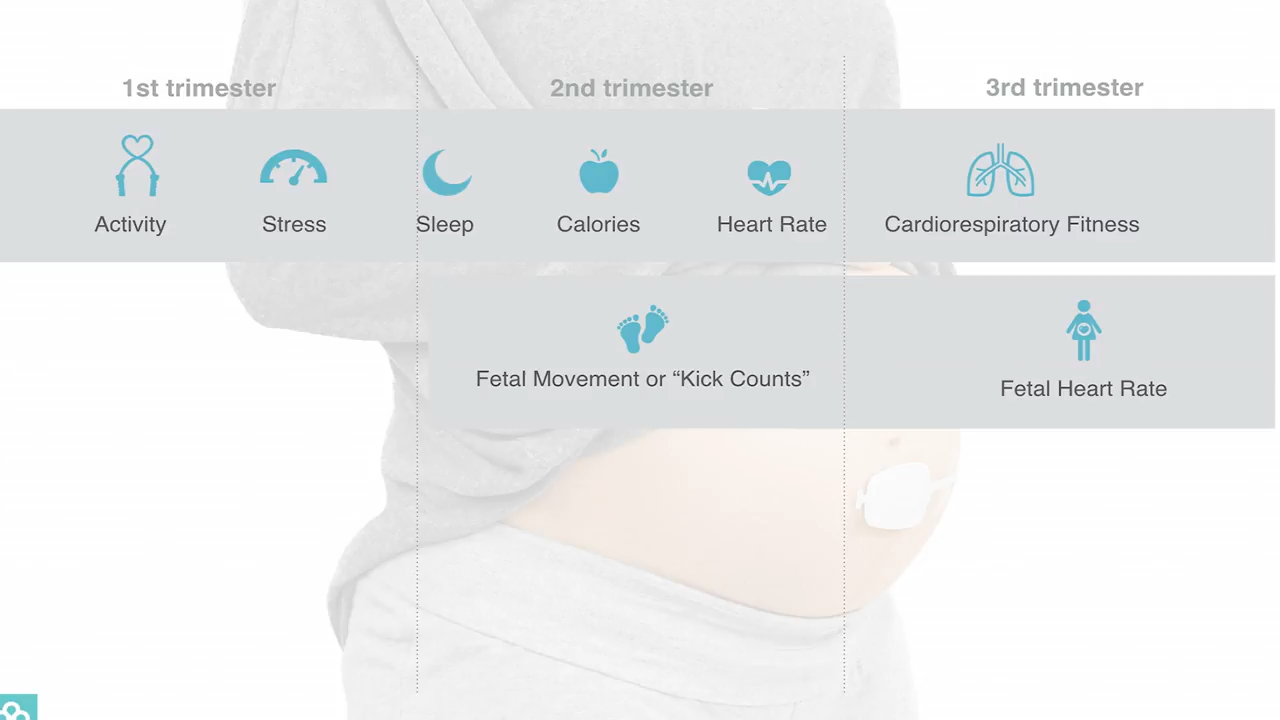 1st trimester
2nd trimester
3rd trimester
Activity
Stress
Sleep
Calories
Heart Rate
Cardiorespiratory Fitness
Fetal Movement or “Kick Counts”
Fetal Heart Rate